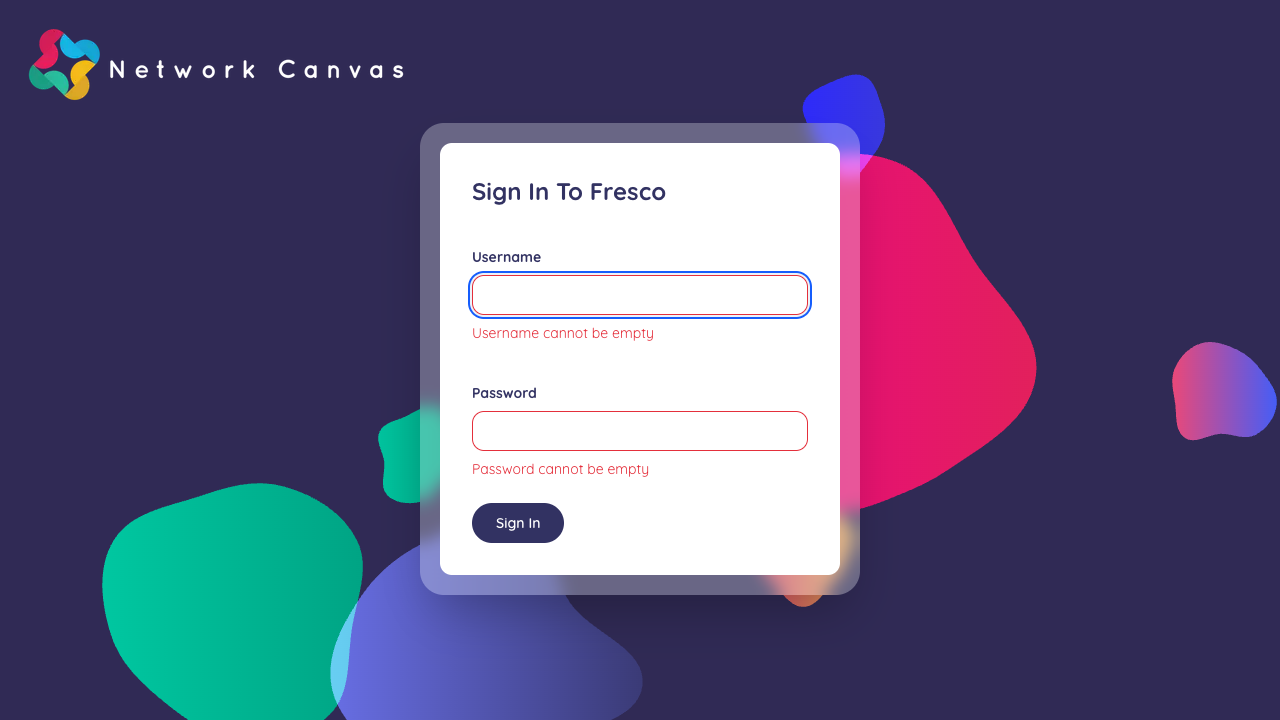 Network Canvas
Sign In To Fresco
Username
Username cannot be empty
Password
Password cannot be empty
Sign In